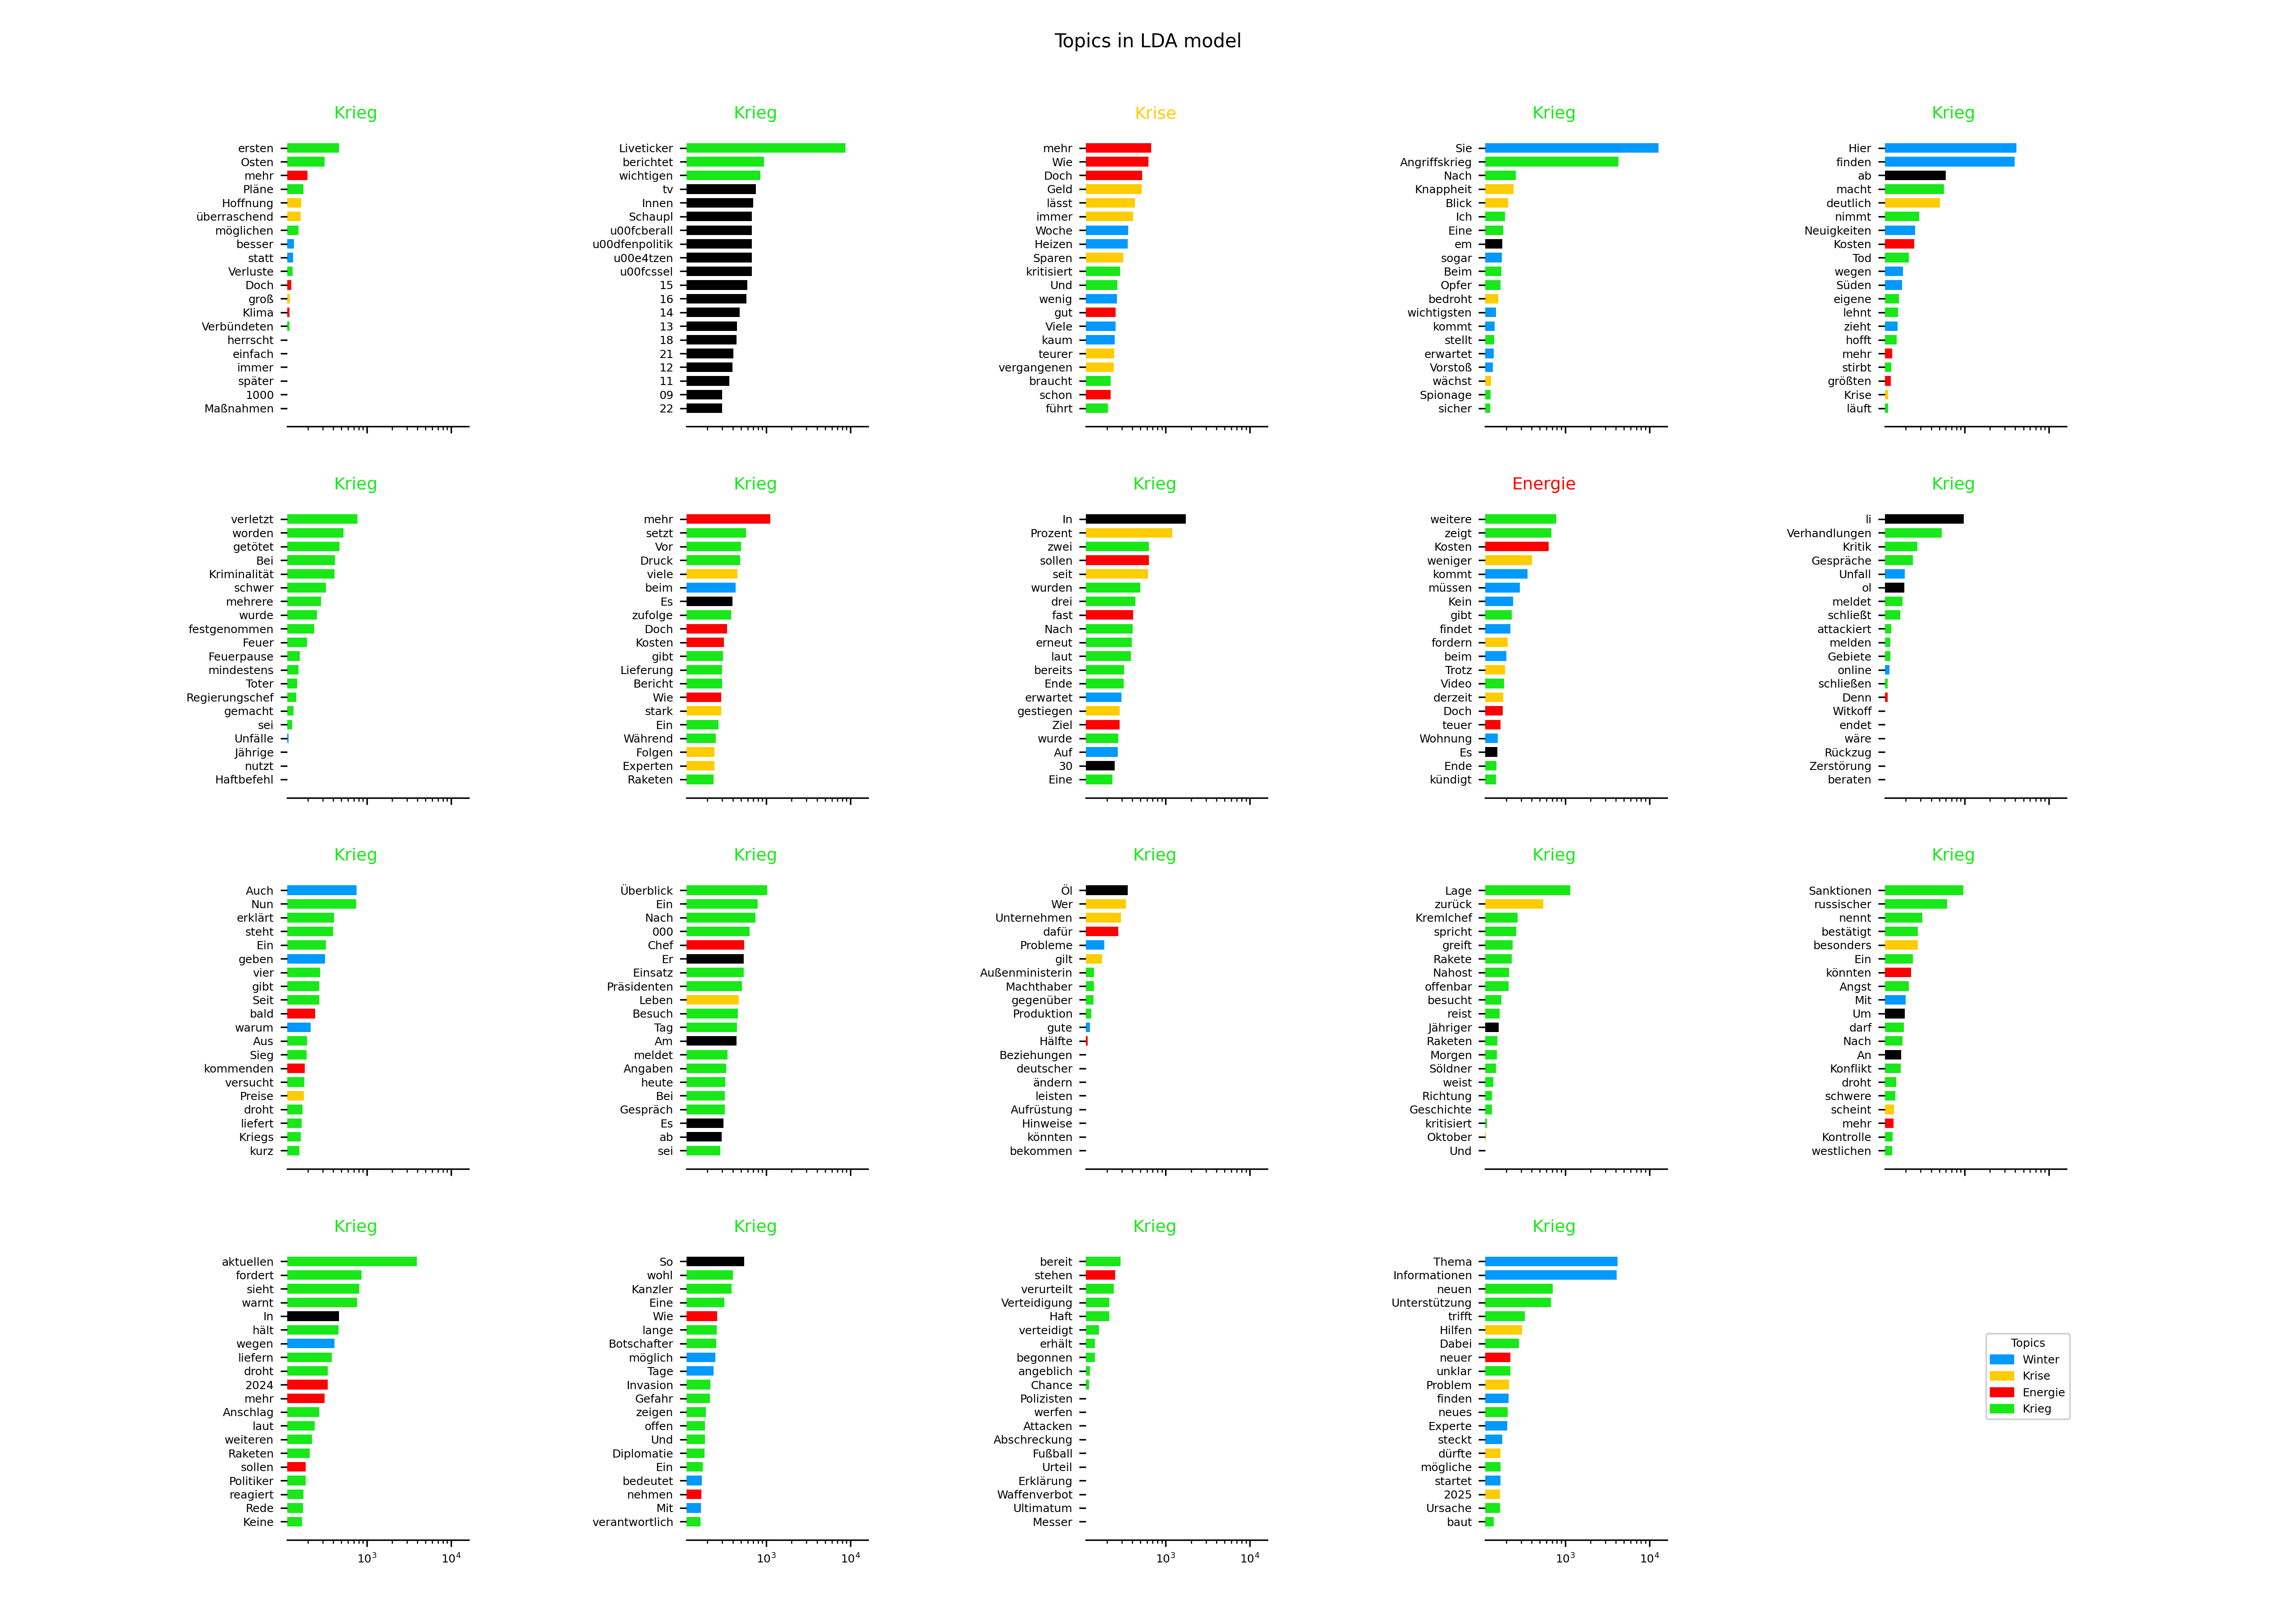 Topics in LDA model
Krieg
ersten
Osten
mehr
Pläne
Hoffnung
überraschend
möglichen
besser
statt
Verluste
Doch
groß
Klima
Verbündeten
herrscht
einfach
immer
später
1000
Maßnahmen
Krieg
Liveticker
berichtet
wichtigen
tv
Innen
Schaupl
u00fcberall
u00dfenpolitik
u00e4tzen
u00fcssel
15
16
14
13
18
21
12
11
09
22
Krise
mehr
Wie
Doch
Geld
lässt
immer
Woche
Heizen
Sparen
kritisiert
Und
wenig
gut
Viele
kaum
teurer
vergangenen
braucht
schon
führt
Krieg
Sie
Angriffskrieg
Nach
Knappheit
Blick
Ich
Eine
em
sogar
Beim
Opfer
bedroht
wichtigsten
kommt
stellt
erwartet
Vorstoß
wächst
Spionage
sicher
Krieg
Hier
finden
ab
macht
deutlich
nimmt
Neuigkeiten
Kosten
Tod
wegen
Süden
eigene
lehnt
zieht
hofft
mehr
stirbt
größten
Krise
läuft
Krieg
verletzt
worden
getötet
Bei
Kriminalität
schwer
mehrere
wurde
festgenommen
Feuer
Feuerpause
mindestens
Toter
Regierungschef
gemacht
sei
Unfälle
Jährige
nutzt
Haftbefehl
Krieg
mehr
setzt
Vor
Druck
viele
beim
Es
zufolge
Doch
Kosten
gibt
Lieferung
Bericht
Wie
stark
Ein
Während
Folgen
Experten
Raketen
Krieg
In
Prozent
zwei
sollen
seit
wurden
drei
fast
Nach
erneut
laut
bereits
Ende
erwartet
gestiegen
Ziel
wurde
Auf
30
Eine
Energie
weitere
zeigt
Kosten
weniger
kommt
müssen
Kein
gibt
findet
fordern
beim
Trotz
Video
derzeit
Doch
teuer
Wohnung
Es
Ende
kündigt
Krieg
li
Verhandlungen
Kritik
Gespräche
Unfall
ol
meldet
schließt
attackiert
melden
Gebiete
online
schließen
Denn
Witkoff
endet
wäre
Rückzug
Zerstörung
beraten
Krieg
Auch
Nun
erklärt
steht
Ein
geben
vier
gibt
Seit
bald
warum
Aus
Sieg
kommenden
versucht
Preise
droht
liefert
Kriegs
kurz
Krieg
Überblick
Ein
Nach
000
Chef
Er
Einsatz
Präsidenten
Leben
Besuch
Tag
Am
meldet
Angaben
heute
Bei
Gespräch
Es
ab
sei
Krieg
Öl
Wer
Unternehmen
dafür
Probleme
gilt
Außenministerin
Machthaber
gegenüber
Produktion
gute
Hälfte
Beziehungen
deutscher
ändern
leisten
Aufrüstung
Hinweise
könnten
bekommen
Krieg
Lage
zurück
Kremlchef
spricht
greift
Rakete
Nahost
offenbar
besucht
reist
Jähriger
Raketen
Morgen
Söldner
weist
Richtung
Geschichte
kritisiert
Oktober
Und
Krieg
Sanktionen
russischer
nennt
bestätigt
besonders
Ein
könnten
Angst
Mit
Um
darf
Nach
An
Konflikt
droht
schwere
scheint
mehr
Kontrolle
westlichen
Krieg
aktuellen
fordert
sieht
warnt
In
hält
wegen
liefern
droht
2024
mehr
Anschlag
laut
weiteren
Raketen
sollen
Politiker
reagiert
Rede
Keine
10³ 10⁴
Krieg
So
wohl
Kanzler
Eine
Wie
lange
Botschafter
möglich
Tage
Invasion
Gefahr
zeigen
offen
Und
Diplomatie
Ein
bedeutet
nehmen
Mit
verantwortlich
10³ 10⁴
Krieg
bereit
stehen
verurteilt
Verteidigung
Haft
verteidigt
erhält
begonnen
angeblich
Chance
Polizisten
werfen
Attacken
Abschreckung
Fußball
Urteil
Erklärung
Waffenverbot
Ultimatum
Messer
10³ 10⁴
Krieg
Thema
Informationen
neuen
Unterstützung
trifft
Hilfen
Dabei
neuer
unklar
Problem
finden
neues
Experte
steckt
dürfte
mögliche
startet
2025
Ursache
baut
10³ 10⁴
Topics
Winter
Krise
Energie
Krieg